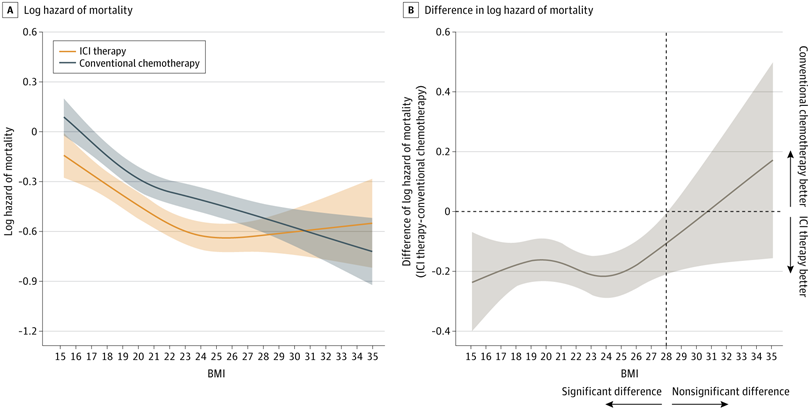 A Log hazard of mortality
0.6
0.3
0
-0.3
-0.6
-0.9
-1.2
Log hazard of mortality
ICI therapy
Conventional chemotherapy
15 16 17 18 19 20 21 22 23 24 25 26 27 28 29 30 31 32 33 34 35
BMI
B Difference in log hazard of mortality
0.6
0.4
0.2
0
-0.2
-0.4
Difference of log hazard of mortality
(ICI therapy-conventional chemotherapy)
15 16 17 18 19 20 21 22 23 24 25 26 27 28 29 30 31 32 33 34 35
BMI
Conventional chemotherapy better
ICI therapy better
Significant difference
Nonsignificant difference